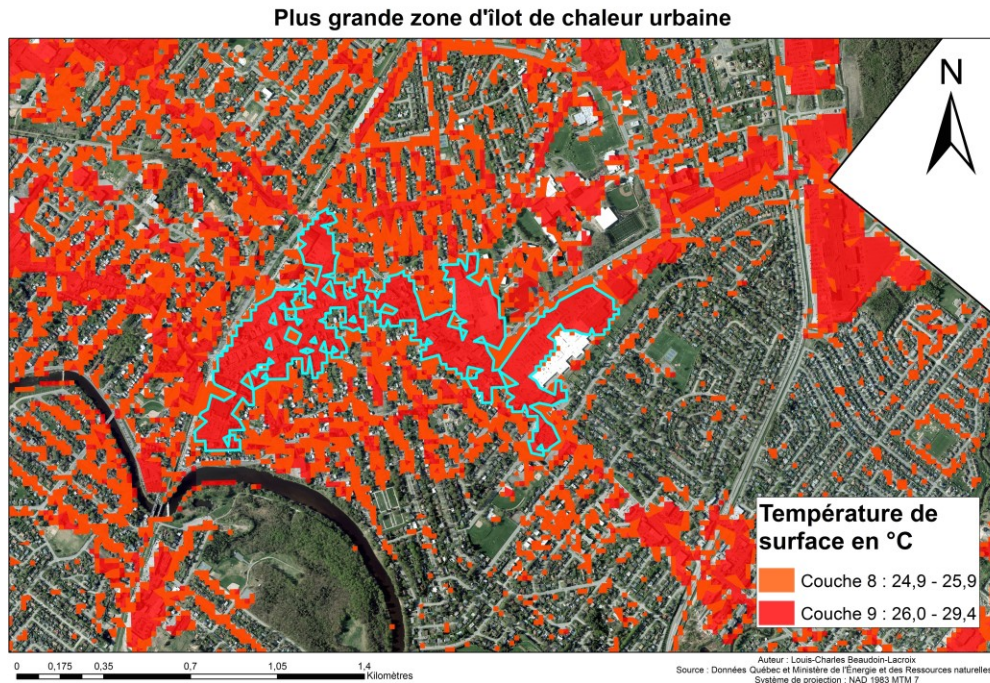 Plus grande zone d'îlot de chaleur urbaine
N
Température de
surface en °C
Couche 8 : 24,9 - 25,9
Couche 9 : 26,0 - 29,4
0 0,175 0,35 0,7 1,05 1,4
Kilomètres
Auteur : Louis-Charles Beaudoin-Lacroix
Source : Données Québec et Ministère de l'Énergie et des Ressources naturelles
Système de projection : NAD 1983 MTM 7